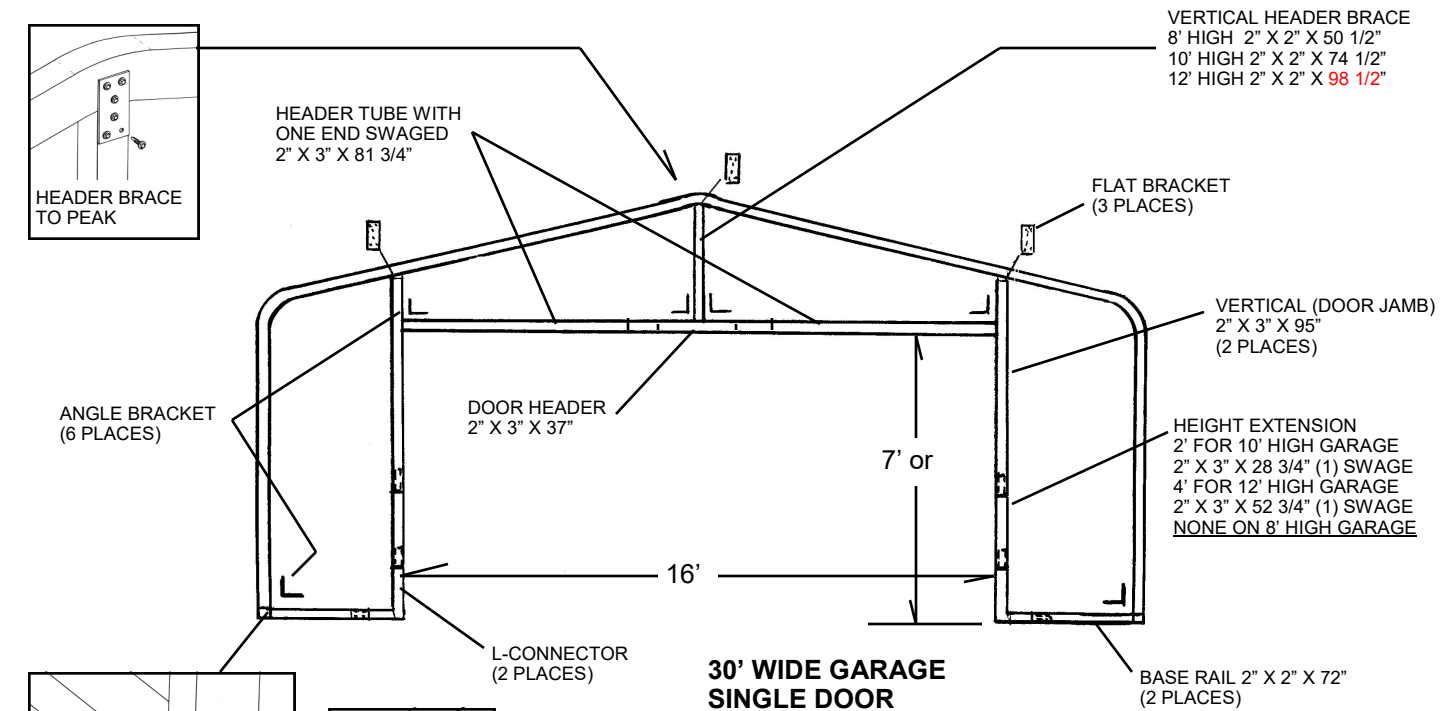 VERTICAL HEADER BRACE
8’ HIGH 2” X 2” X 50 1/2”
10’ HIGH 2” X 2” X 74 1/2”
12’ HIGH 2” X 2” X 98 1/2”
HEADER TUBE WITH
ONE END SWAGED
2” X 3” X 81 3/4”
HEADER BRACE
TO PEAK
FLAT BRACKET
(3 PLACES)
VERTICAL (DOOR JAMB)
2” X 3” X 95”
(2 PLACES)
ANGLE BRACKET
(6 PLACES)
DOOR HEADER
2” X 3” X 37”
7’ or
HEIGHT EXTENSION
2’ FOR 10’ HIGH GARAGE
2” X 3” X 28 3/4” (1) SWAGE
4’ FOR 12’ HIGH GARAGE
2” X 3” X 52 3/4” (1) SWAGE
NONE ON 8’ HIGH GARAGE
16’
L-CONNECTOR
(2 PLACES)
30’ WIDE GARAGE
SINGLE DOOR
BASE RAIL 2” X 2” X 72”
(2 PLACES)